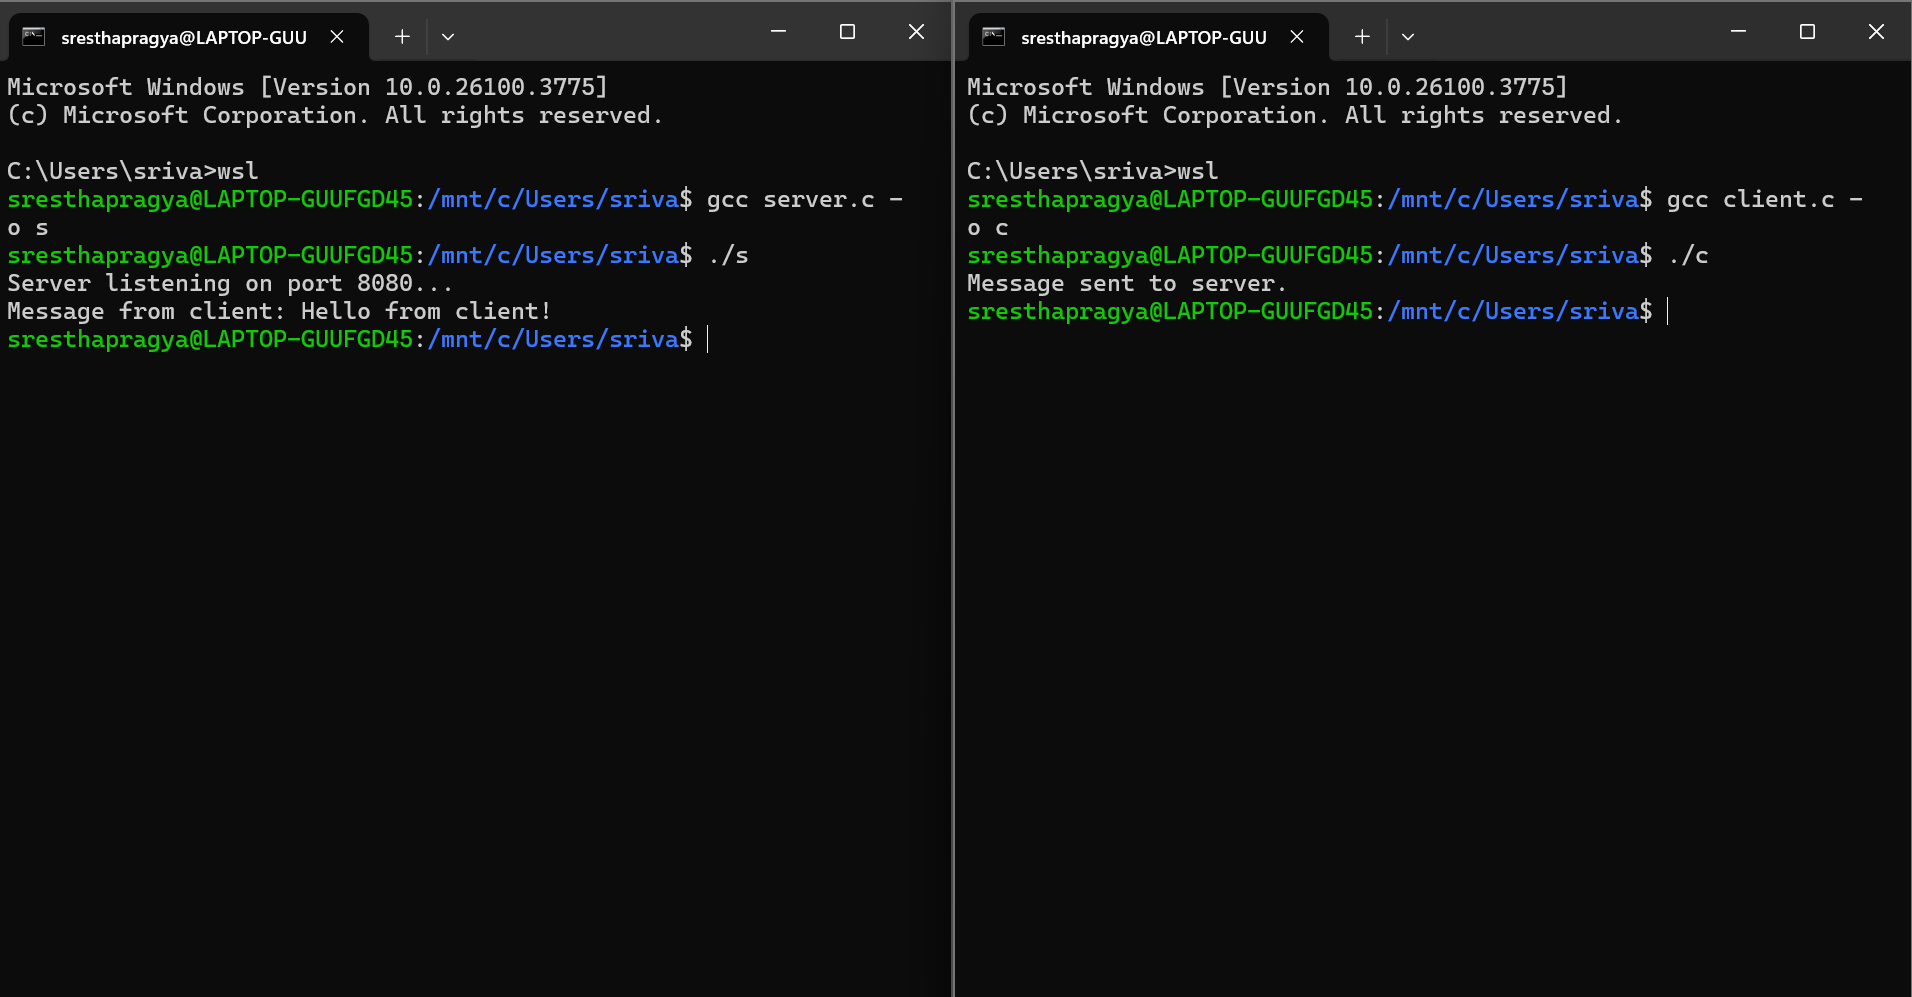 sresthapragya@LAPTOP-GUU
Microsoft Windows [Version 10.0.26100.3775]
(c) Microsoft Corporation. All rights reserved.
C:\Users\sriva>wsl
sresthapragya@LAPTOP-GUUFGD45:/mnt/c/Users/sriva$ gcc server.c -
o s
sresthapragya@LAPTOP-GUUFGD45:/mnt/c/Users/sriva$ ./s
Server listening on port 8080...
Message from client: Hello from client!
sresthapragya@LAPTOP-GUUFGD45:/mnt/c/Users/sriva$
sresthapragya@LAPTOP-GUU
Microsoft Windows [Version 10.0.26100.3775]
(c) Microsoft Corporation. All rights reserved.
C:\Users\sriva>wsl
sresthapragya@LAPTOP-GUUFGD45:/mnt/c/Users/sriva$ gcc client.c -
o c
sresthapragya@LAPTOP-GUUFGD45:/mnt/c/Users/sriva$ ./c
Message sent to server.
sresthapragya@LAPTOP-GUUFGD45:/mnt/c/Users/sriva$